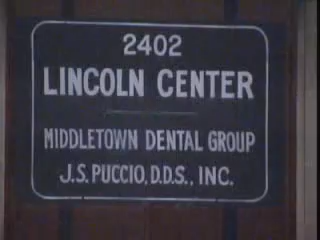 2402
LINCOLN CENTER
MIDDLETOWN DENTAL GROUP
J.S. PUCCIO, D.D.S., INC.